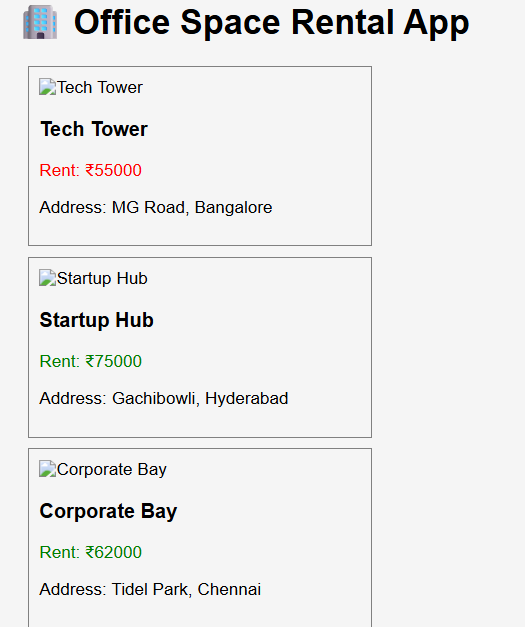 Office Space Rental App
Tech Tower
Tech Tower
Rent: ₹55000
Address: MG Road, Bangalore
Startup Hub
Startup Hub
Rent: ₹75000
Address: Gachibowli, Hyderabad
Corporate Bay
Corporate Bay
Rent: ₹62000
Address: Tidel Park, Chennai